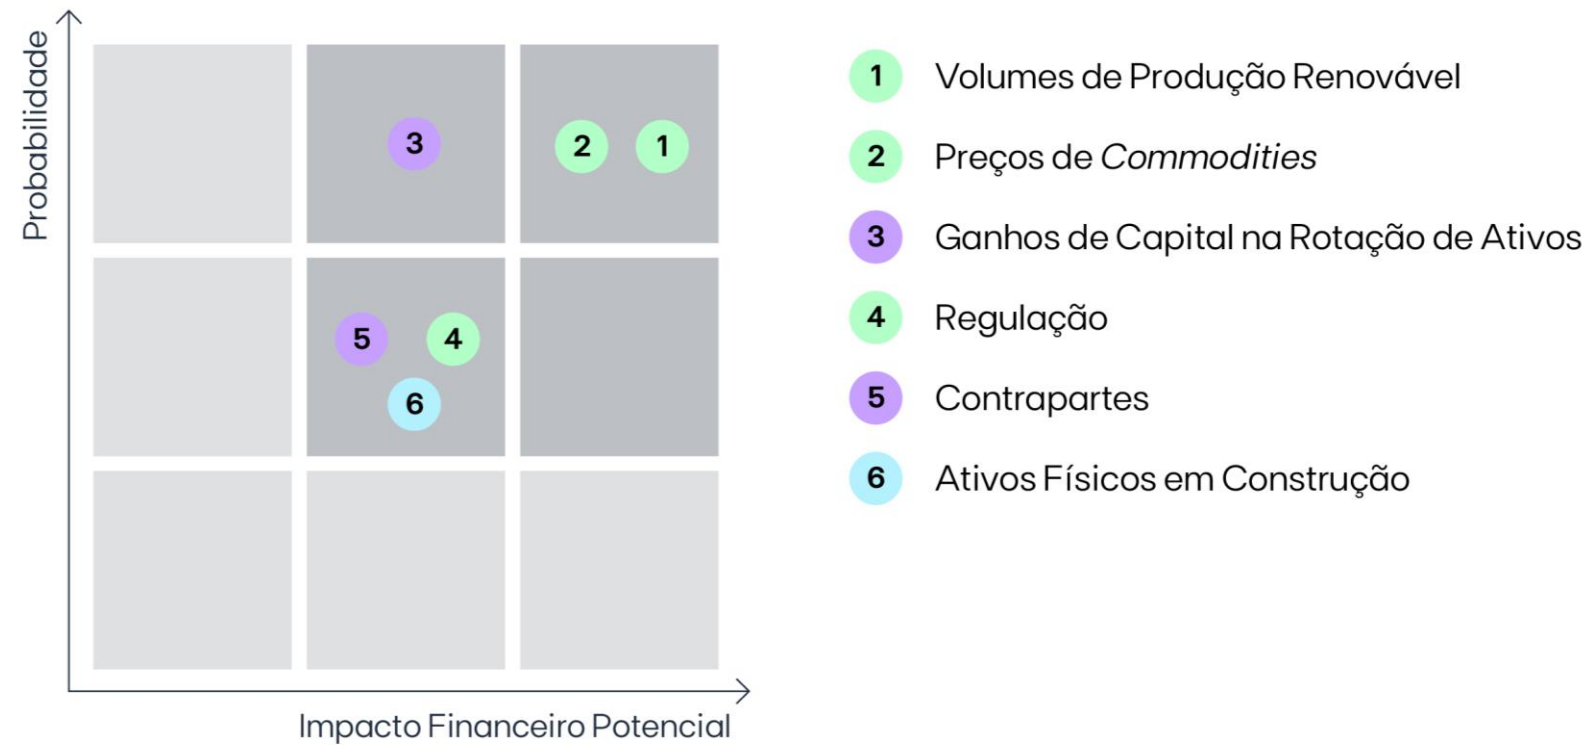 Probabilidade
3
2
1
5
4
6
Impacto Financeiro Potencial
1 Volumes de Produção Renovável
2 Preços de Commodities
3 Ganhos de Capital na Rotação de Ativos
4 Regulação
5 Contrapartes
6 Ativos Físicos em Construção